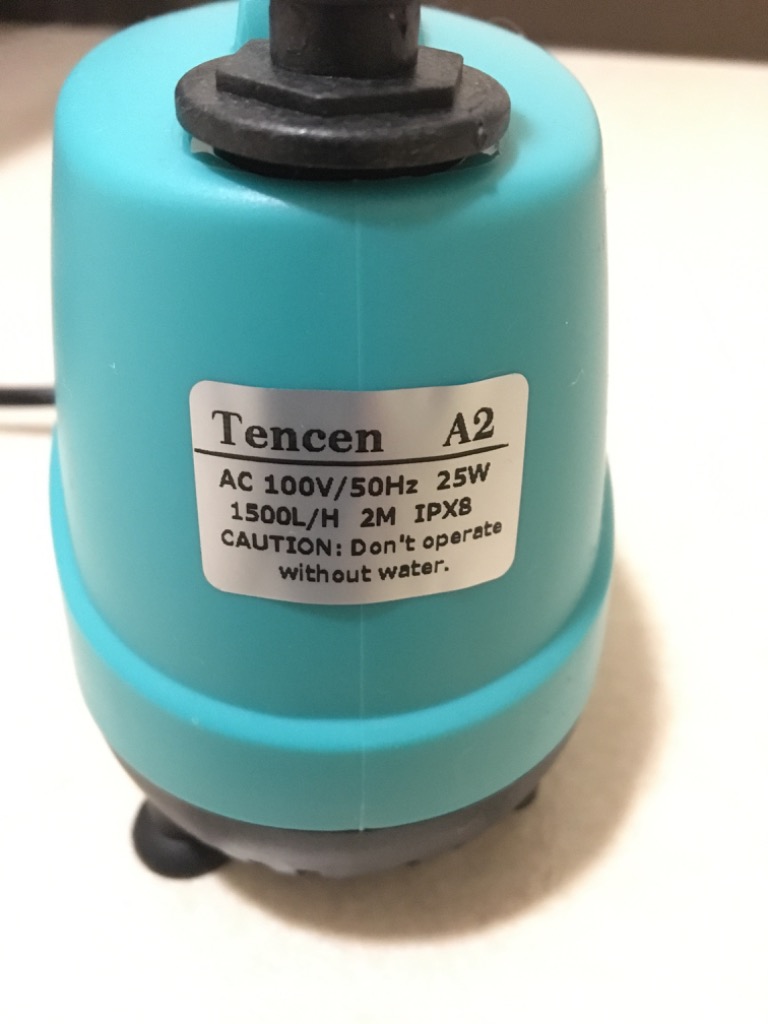 Tencen A2
AC 100V/50Hz 25W
1500L/H 2M IPX8
CAUTION: Don't operate
without water.